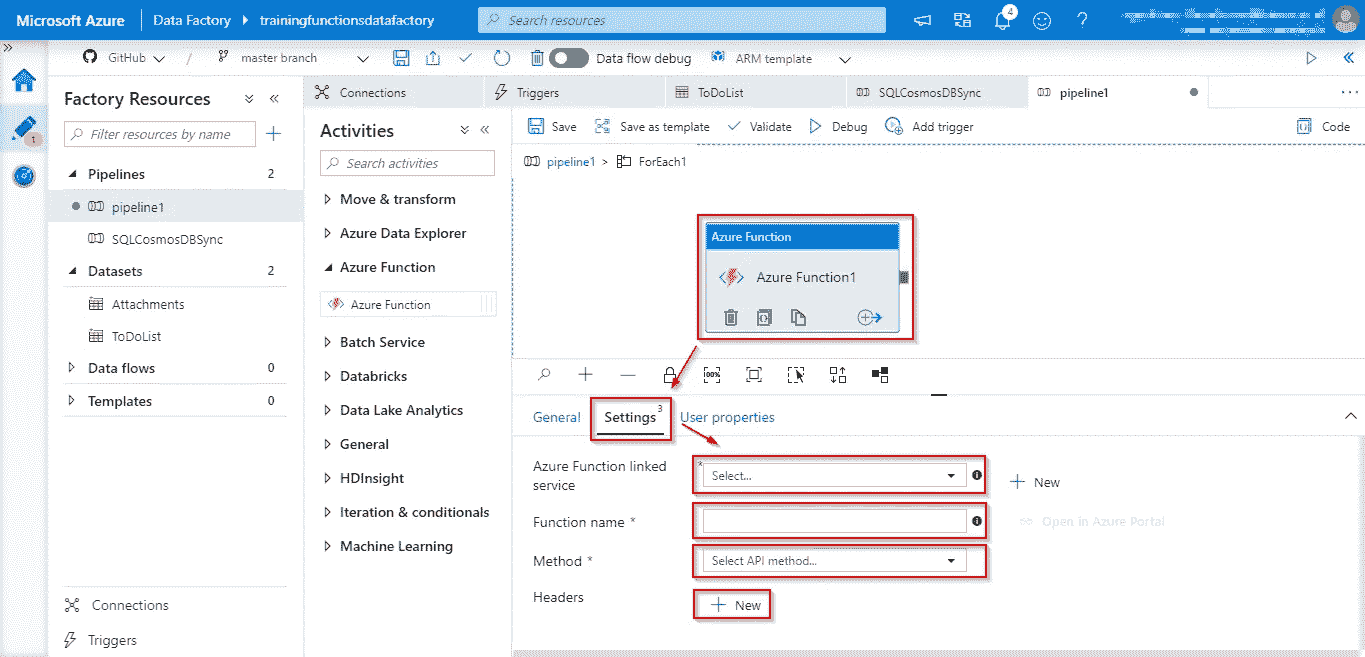 Microsoft Azure
Data Factory
trainingfunctionsdatafactory
Search resources
4
?
»
GitHub
/
master branch
Data flow debug
ARM template
«
1
Factory Resources
Filter resources by name
Pipelines 2
pipeline1
SQLCosmosDBSync
Datasets 2
Attachments
ToDoList
Data flows 0
Templates 0
Connections
Triggers
Connections
Triggers
ToDoList
SQLCosmosDBSync
pipeline1
...
Activities
Search activities
Move & transform
Azure Data Explorer
Azure Function
Azure Function
Batch Service
Databricks
Data Lake Analytics
General
HDInsight
Iteration & conditionals
Machine Learning
Save
Save as template
Validate
Debug
Add trigger
Code
pipeline1 > ForEach1
Azure Function
Azure Function1
100%
General
Settings 3
User properties
Azure Function linked
service
*
Select...
New
Open in Azure Portal
Function name *
Method *
Select API method...
Headers
New